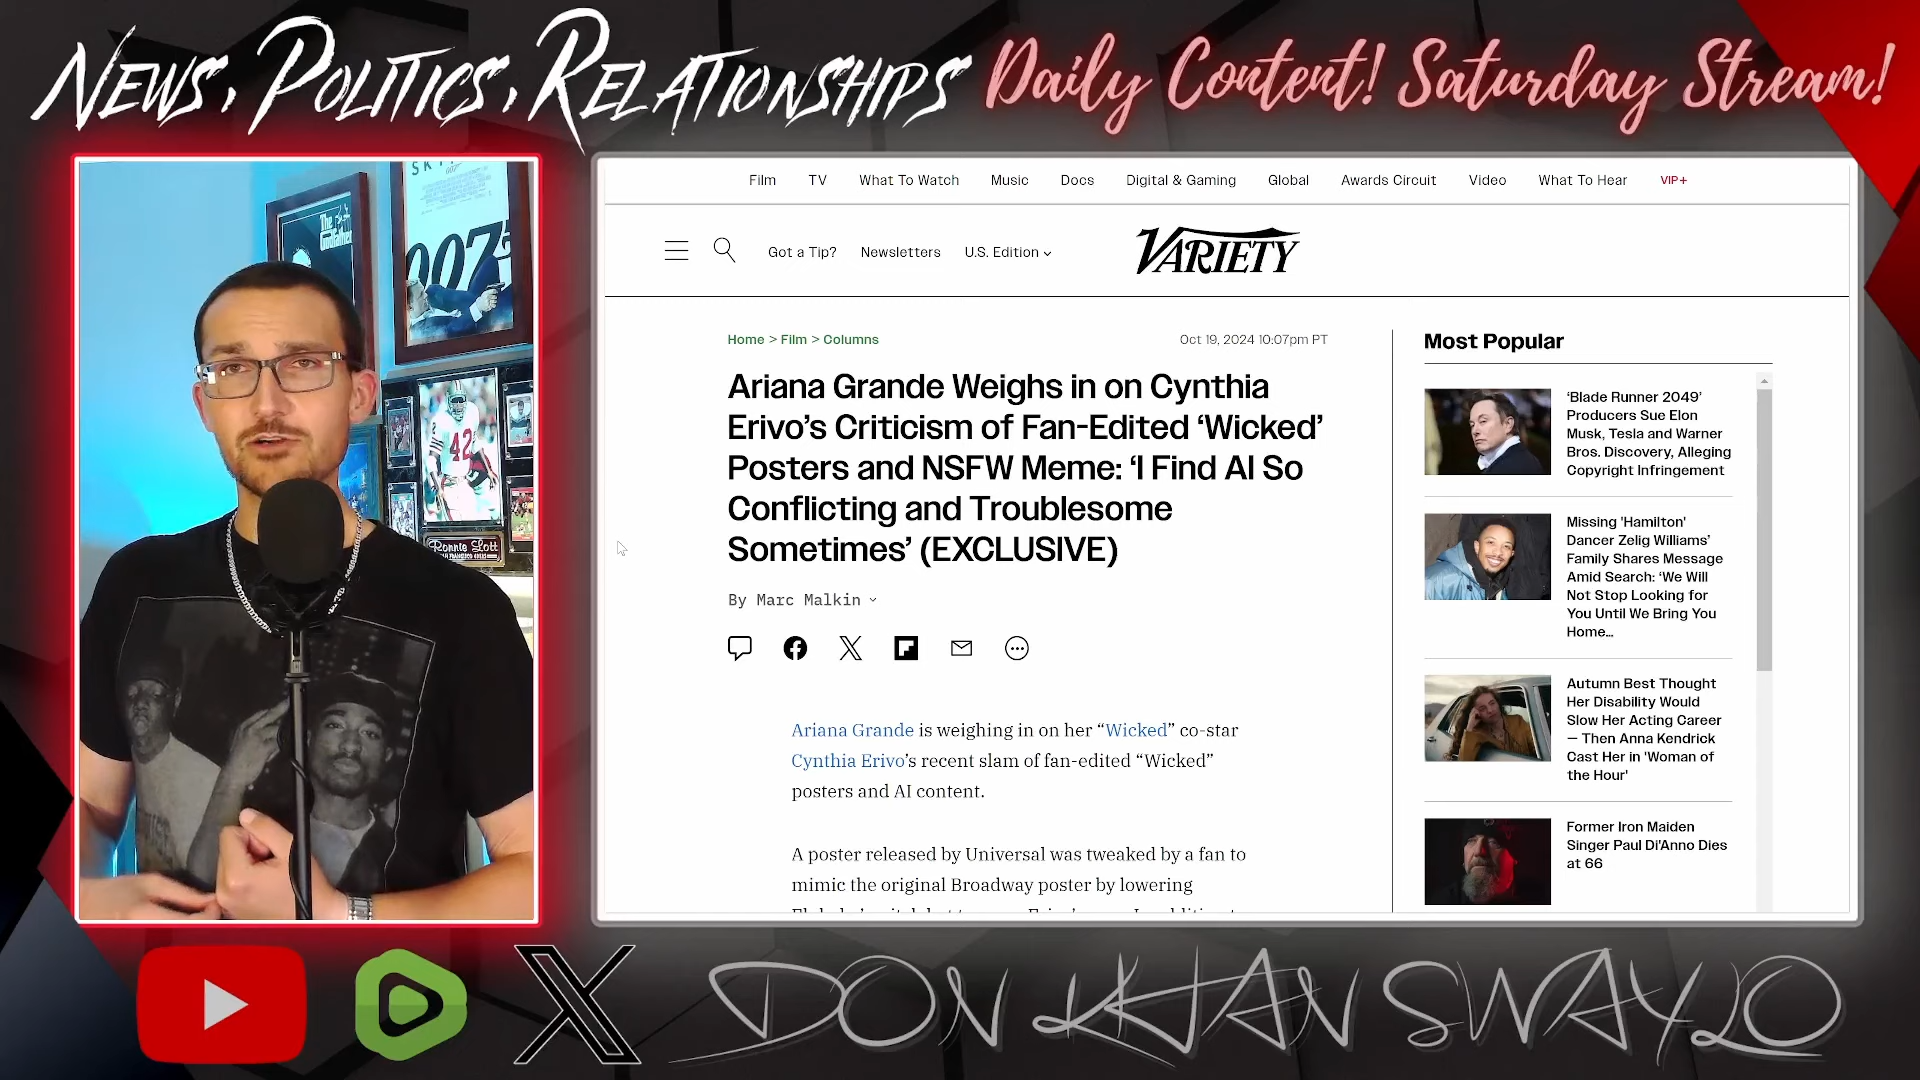 NEWS, POLITICS, RELATIONSHIPS Daily Content! Saturday Stream!
SKYFALL
The Godfather
007
42
Ronnie Lott
Film TV What To Watch Music Docs Digital & Gaming Global Awards Circuit Video What To Hear VIP+
Got a Tip? Newsletters U.S. Edition
VARIETY
Home > Film > Columns
Oct 19, 2024 10:07pm PT
Ariana Grande Weighs in on Cynthia
Erivo’s Criticism of Fan-Edited ‘Wicked’
Posters and NSFW Meme: ‘I Find AI So
Conflicting and Troublesome
Sometimes’ (EXCLUSIVE)
By Marc Malkin
Ariana Grande is weighing in on her “Wicked” co-star
Cynthia Erivo’s recent slam of fan-edited “Wicked”
posters and AI content.
A poster released by Universal was tweaked by a fan to
mimic the original Broadway poster by lowering
Most Popular
‘Blade Runner 2049’
Producers Sue Elon
Musk, Tesla and Warner
Bros. Discovery, Alleging
Copyright Infringement
Missing 'Hamilton'
Dancer Zelig Williams’
Family Shares Message
Amid Search: ‘We Will
Not Stop Looking for
You Until We Bring You
Home…
Autumn Best Thought
Her Disability Would
Slow Her Acting Career
— Then Anna Kendrick
Cast Her in 'Woman of
the Hour'
Former Iron Maiden
Singer Paul Di'Anno Dies
at 66
X DON KHAN SWAYLO